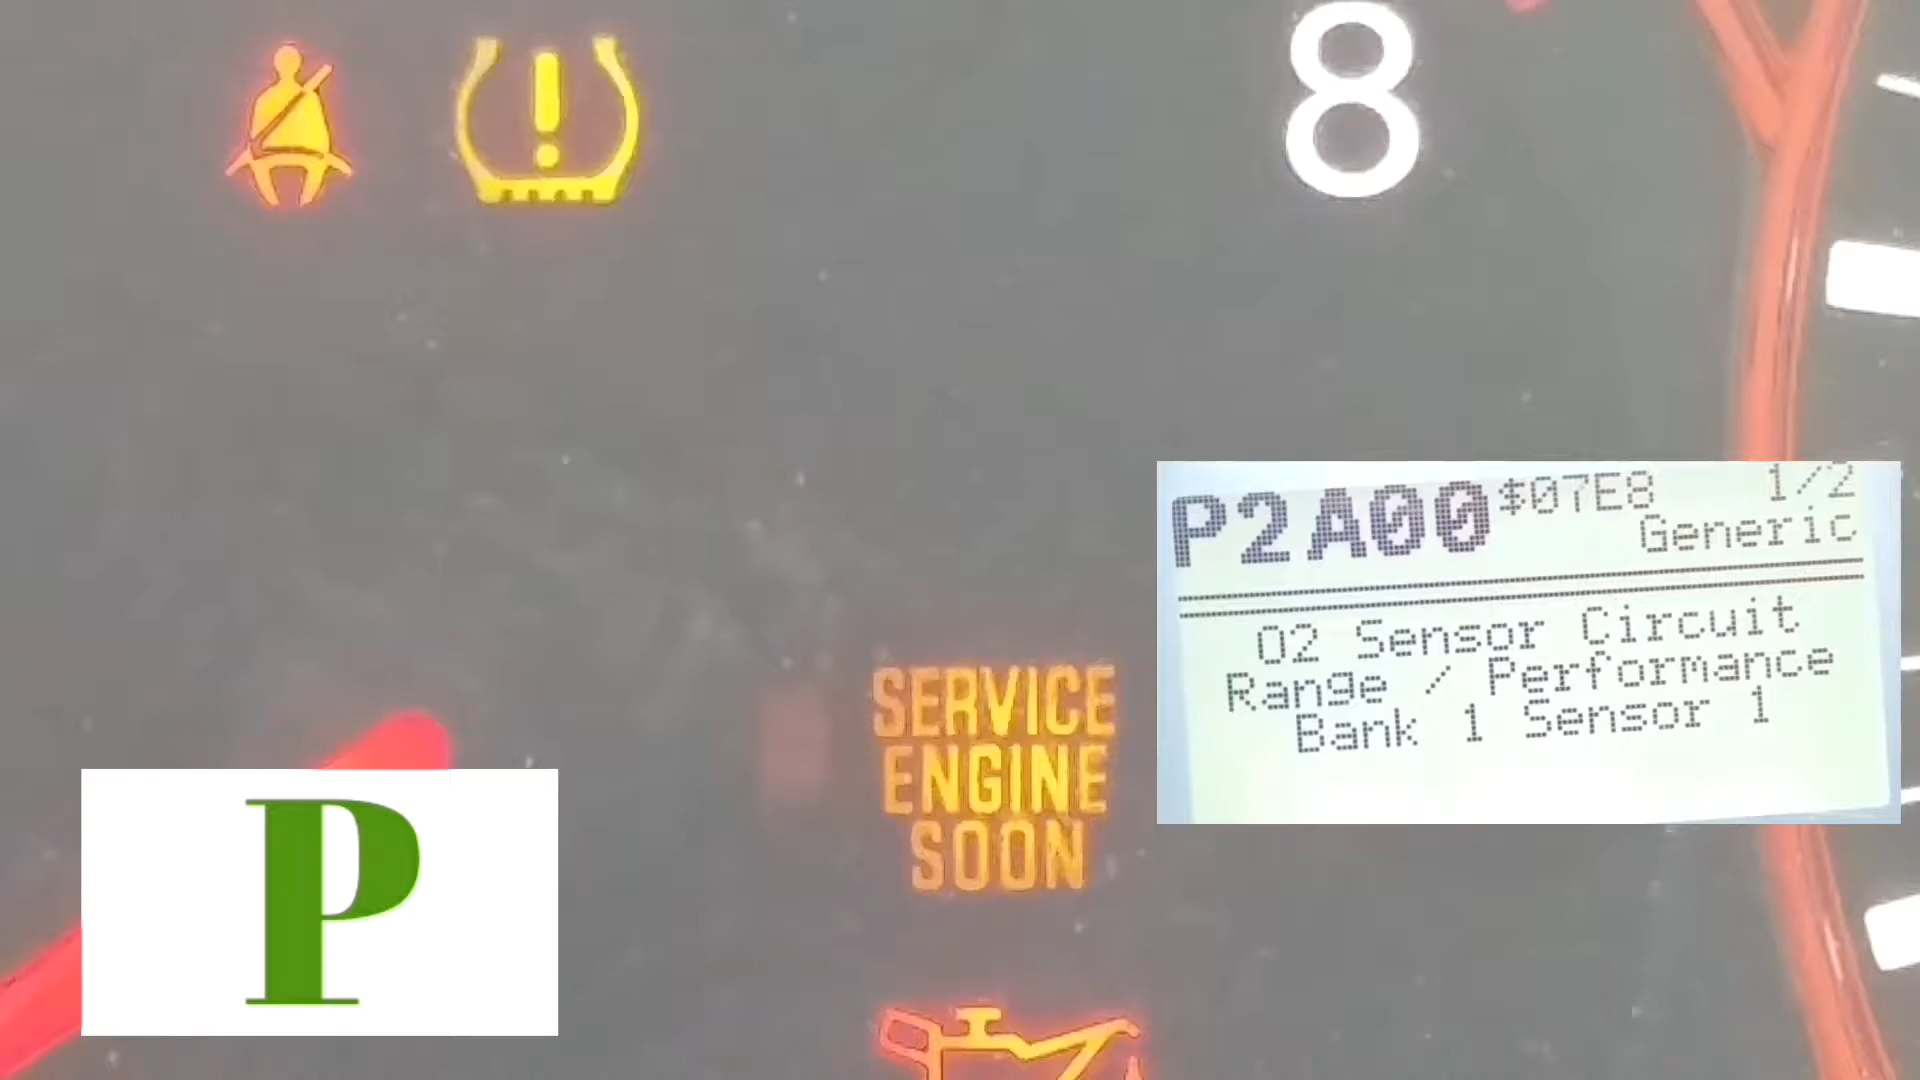 8
SERVICE
ENGINE
SOON
P2A00 $07E8 1/2
Generic
O2 Sensor Circuit
Range / Performance
Bank 1 Sensor 1
P